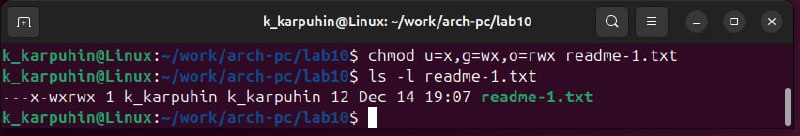 k_karpuhin@Linux: ~/work/arch-pc/lab10
k_karpuhin@Linux:~/work/arch-pc/lab10$ chmod u=x,g=wx,o=rwx readme-1.txt
k_karpuhin@Linux:~/work/arch-pc/lab10$ ls -l readme-1.txt
---x-wxrwx 1 k_karpuhin k_karpuhin 12 Dec 14 19:07 readme-1.txt
k_karpuhin@Linux:~/work/arch-pc/lab10$